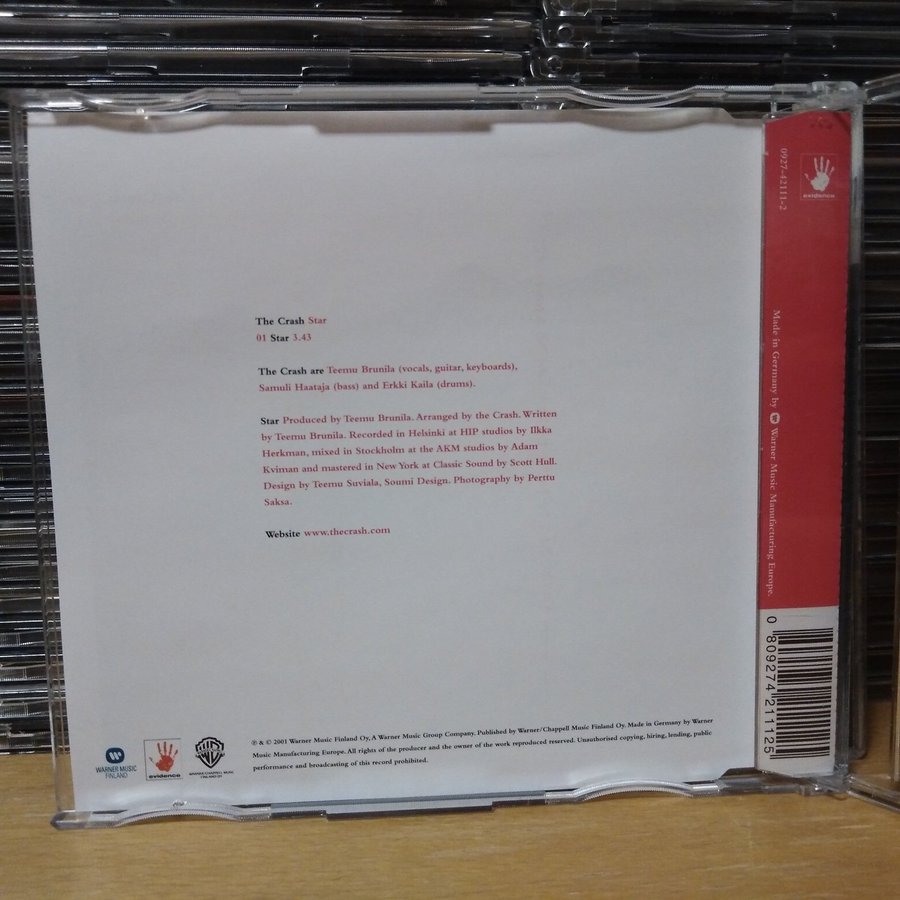 The Crash Star
01 Star 3.43
The Crash are Teemu Brunila (vocals, guitar, keyboards),
Samuli Haataja (bass) and Erkki Kaila (drums).
Star Produced by Teemu Brunila. Arranged by the Crash. Written
by Teemu Brunila. Recorded in Helsinki at HIP studios by Ilkka
Herkman, mixed in Stockholm at the AKM studios by Adam
Kviman and mastered in New York at Classic Sound by Scott Hull.
Design by Teemu Suviala, Soumi Design. Photography by Perttu
Saksa.
Website www.thecrash.com
WARNER MUSIC
FINLAND
evidence
WARNER/CHAPPELL MUSIC
FINLAND OY
℗ & © 2001 Warner Music Finland Oy, A Warner Music Group Company. Published by Warner/Chappell Music Finland Oy. Made in Germany by Warner
Music Manufacturing Europe. All rights of the producer and the owner of the work reproduced reserved. Unauthorised copying, hiring, lending, public
performance and broadcasting of this record prohibited.
evidence
0927-42111-2
Made in Germany by Warner Music Manufacturing Europe.
0 809274 211125